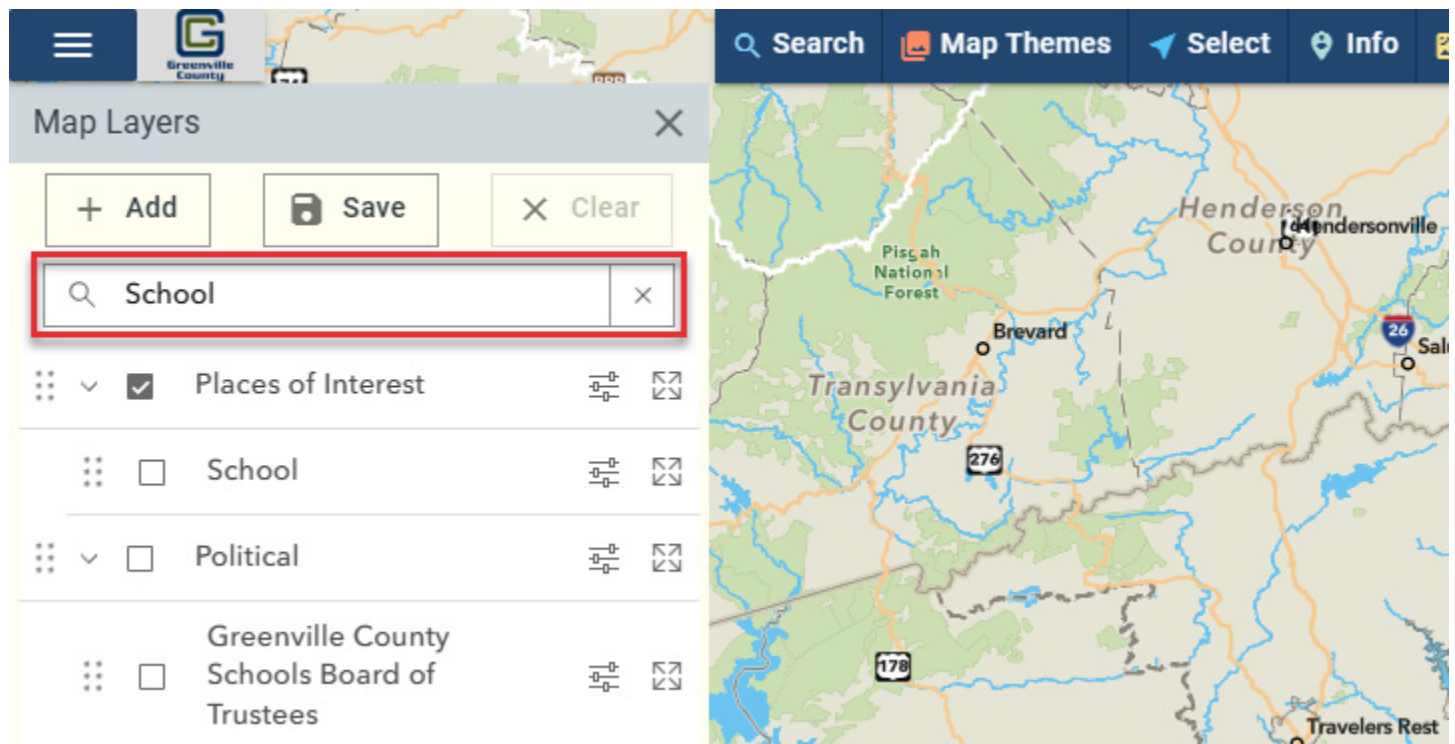 Greenville
County
Search
Map Themes
Select
Info
Map Layers
Add
Save
Clear
School
Places of Interest
School
Political
Greenville County
Schools Board of
Trustees
Henderson
County
Hendersonville
Pisgah
National
Forest
Brevard
26
Transylvania
County
276
178
Travelers Rest